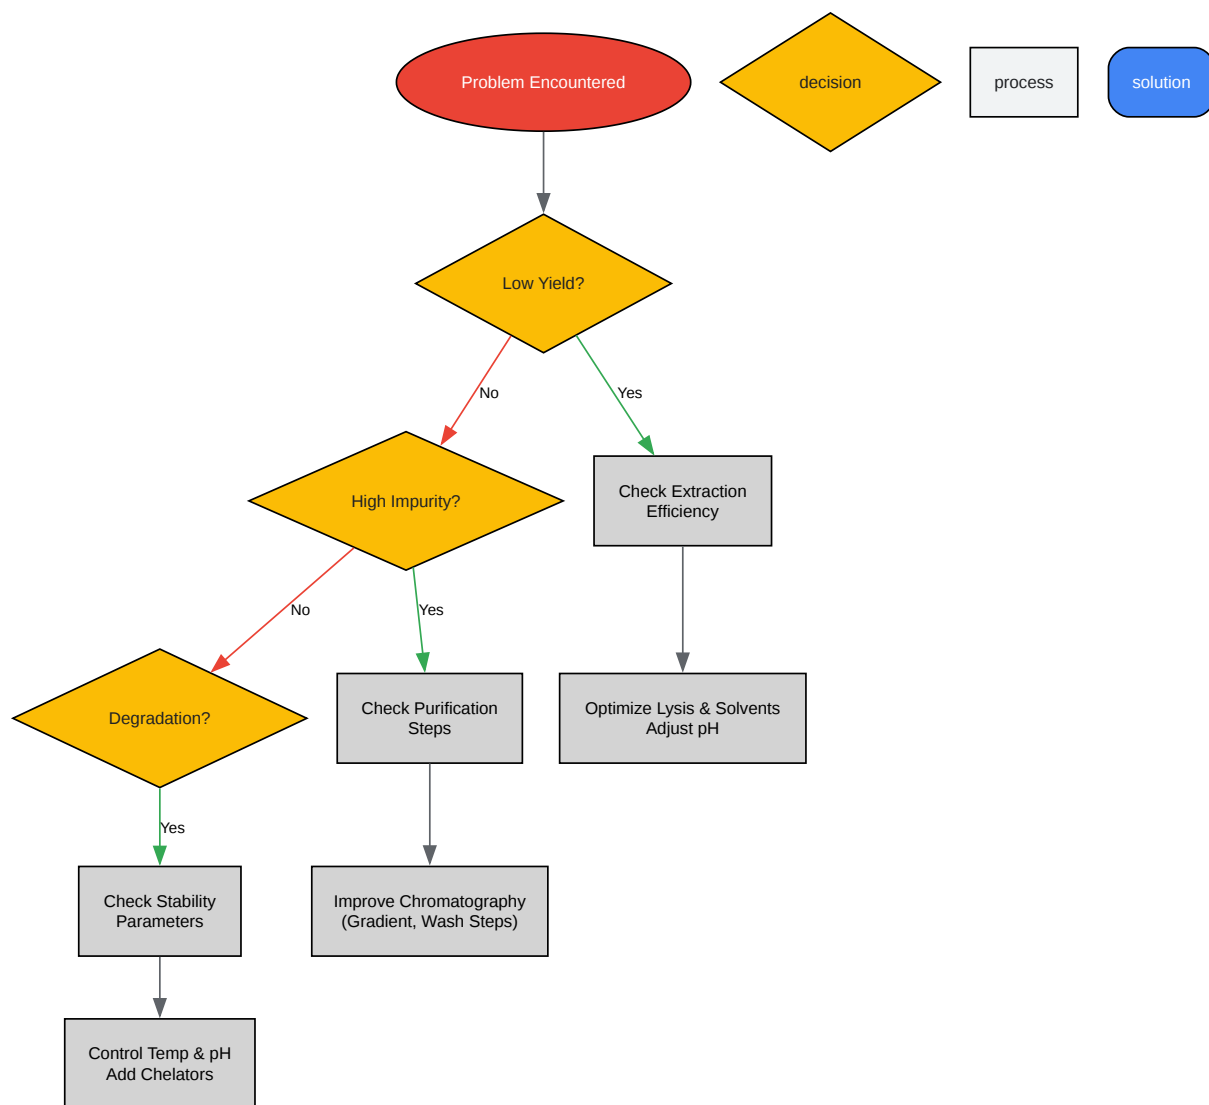 Problem Encountered
decision
process
solution
Low Yield?
No
Yes
High Impurity?
Check Extraction
Efficiency
No
Yes
Degradation?
Check Purification
Steps
Optimize Lysis & Solvents
Adjust pH
Yes
Check Stability
Parameters
Improve Chromatography
(Gradient, Wash Steps)
Control Temp & pH
Add Chelators